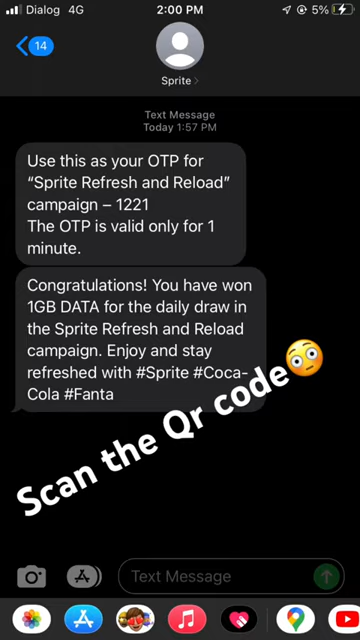 Dialog 4G
2:00 PM
5%
14
Sprite
Text Message
Today 1:57 PM
Use this as your OTP for
“Sprite Refresh and Reload”
campaign – 1221
The OTP is valid only for 1
minute.
Congratulations! You have won
1GB DATA for the daily draw in
the Sprite Refresh and Reload
campaign. Enjoy and stay
refreshed with #Sprite #Coca-
Cola #Fanta
Scan the Qr code
Text Message